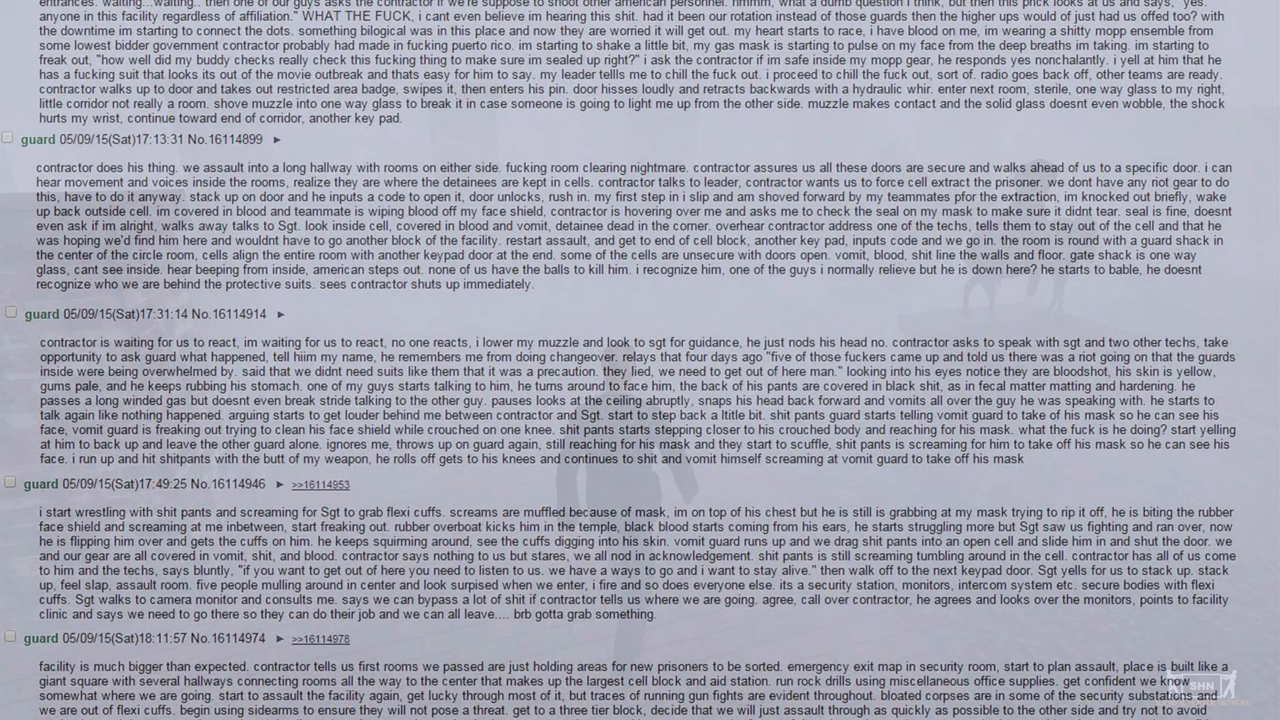 entrances. waiting...waiting.. then one of our guys asks the contractor if we're suppose to shoot other american personnel. hmmm, what a dumb question i think, but then this prick looks at us and says, "yes.
anyone in this facility regardless of affiliation." WHAT THE FUCK, i cant even believe im hearing this shit. had it been our rotation instead of those guards then the higher ups would of just had us offed too? with
the downtime im starting to connect the dots. something bilogical was in this place and now they are worried it will get out. my heart starts to race, i have blood on me, im wearing a shitty mopp ensemble from
some lowest bidder government contractor probably had made in fucking puerto rico. im starting to shake a little bit, my gas mask is starting to pulse on my face from the deep breaths im taking. im starting to
freak out, "how well did my buddy checks really check this fucking thing to make sure im sealed up right?" i ask the contractor if im safe inside my mopp gear, he responds yes nonchalantly. i yell at him that he
has a fucking suit that looks its out of the movie outbreak and thats easy for him to say. my leader tellls me to chill the fuck out. i proceed to chill the fuck out, sort of. radio goes back off, other teams are ready.
contractor walks up to door and takes out restricted area badge, swipes it, then enters his pin. door hisses loudly and retracts backwards with a hydraulic whir. enter next room, sterile, one way glass to my right,
little corridor not really a room. shove muzzle into one way glass to break it in case someone is going to light me up from the other side. muzzle makes contact and the solid glass doesnt even wobble, the shock
hurts my wrist, continue toward end of corridor, another key pad.
guard 05/09/15(Sat)17:13:31 No.16114899 ►
contractor does his thing. we assault into a long hallway with rooms on either side. fucking room clearing nightmare. contractor assures us all these doors are secure and walks ahead of us to a specific door. i can
hear movement and voices inside the rooms, realize they are where the detainees are kept in cells. contractor talks to leader, contractor wants us to force cell extract the prisoner. we dont have any riot gear to do
this, have to do it anyway. stack up on door and he inputs a code to open it, door unlocks, rush in. my first step in i slip and am shoved forward by my teammates pfor the extraction, im knocked out briefly, wake
up back outside cell. im covered in blood and teammate is wiping blood off my face shield, contractor is hovering over me and asks me to check the seal on my mask to make sure it didnt tear. seal is fine, doesnt
even ask if im alright, walks away talks to Sgt. look inside cell, covered in blood and vomit, detainee dead in the corner. overhear contractor address one of the techs, tells them to stay out of the cell and that he
was hoping we'd find him here and wouldnt have to go another block of the facility. restart assault, and get to end of cell block, another key pad, inputs code and we go in. the room is round with a guard shack in
the center of the circle room, cells align the entire room with another keypad door at the end. some of the cells are unsecure with doors open. vomit, blood, shit line the walls and floor. gate shack is one way
glass, cant see inside. hear beeping from inside, american steps out. none of us have the balls to kill him. i recognize him, one of the guys i normally relieve but he is down here? he starts to bable, he doesnt
recognize who we are behind the protective suits. sees contractor shuts up immediately.
guard 05/09/15(Sat)17:31:14 No.16114914 ►
contractor is waiting for us to react, im waiting for us to react, no one reacts, i lower my muzzle and look to sgt for guidance, he just nods his head no. contractor asks to speak with sgt and two other techs, take
opportunity to ask guard what happened, tell hiim my name, he remembers me from doing changeover. relays that four days ago "five of those fuckers came up and told us there was a riot going on that the guards
inside were being overwhelmed by. said that we didnt need suits like them that it was a precaution. they lied, we need to get out of here man." looking into his eyes notice they are bloodshot, his skin is yellow,
gums pale, and he keeps rubbing his stomach. one of my guys starts talking to him, he turns around to face him, the back of his pants are covered in black shit, as in fecal matter matting and hardening. he
passes a long winded gas but doesnt even break stride talking to the other guy. pauses looks at the ceiling abruptly, snaps his head back forward and vomits all over the guy he was speaking with. he starts to
talk again like nothing happened. arguing starts to get louder behind me between contractor and Sgt. start to step back a ltitle bit. shit pants guard starts telling vomit guard to take of his mask so he can see his
face, vomit guard is freaking out trying to clean his face shield while crouched on one knee. shit pants starts stepping closer to his crouched body and reaching for his mask. what the fuck is he doing? start yelling
at him to back up and leave the other guard alone. ignores me, throws up on guard again, still reaching for his mask and they start to scuffle, shit pants is screaming for him to take off his mask so he can see his
face. i run up and hit shitpants with the butt of my weapon, he rolls off gets to his knees and continues to shit and vomit himself screaming at vomit guard to take off his mask
guard 05/09/15(Sat)17:49:25 No.16114946 ► >>16114953
i start wrestling with shit pants and screaming for Sgt to grab flexi cuffs. screams are muffled because of mask, im on top of his chest but he is still is grabbing at my mask trying to rip it off, he is biting the rubber
face shield and screaming at me inbetween, start freaking out. rubber overboat kicks him in the temple, black blood starts coming from his ears, he starts struggling more but Sgt saw us fighting and ran over, now
he is flipping him over and gets the cuffs on him. he keeps squirming around, see the cuffs digging into his skin. vomit guard runs up and we drag shit pants into an open cell and slide him in and shut the door. we
and our gear are all covered in vomit, shit, and blood. contractor says nothing to us but stares, we all nod in acknowledgement. shit pants is still screaming tumbling around in the cell. contractor has all of us come
to him and the techs, says bluntly, "if you want to get out of here you need to listen to us. we have a ways to go and i want to stay alive." then walk off to the next keypad door. Sgt yells for us to stack up. stack
up, feel slap, assault room. five people mulling around in center and look surpised when we enter, i fire and so does everyone else. its a security station, monitors, intercom system etc. secure bodies with flexi
cuffs. Sgt walks to camera monitor and consults me. says we can bypass a lot of shit if contractor tells us where we are going. agree, call over contractor, he agrees and looks over the monitors, points to facility
clinic and says we need to go there so they can do their job and we can all leave.... brb gotta grab something.
guard 05/09/15(Sat)18:11:57 No.16114974 ► >>16114978
facility is much bigger than expected. contractor tells us first rooms we passed are just holding areas for new prisoners to be sorted. emergency exit map in security room, start to plan assault, place is built like a
giant square with several hallways connecting rooms all the way to the center that makes up the largest cell block and aid station. run rock drills using miscellaneous office supplies. get confident we know
somewhat where we are going. start to assault the facility again, get lucky throughout most of it, but traces of running gun fights are evident throughout. bloated corpses are in some of the security substations and
we are out of flexi cuffs. begin using sidearms to ensure they will not pose a threat. get to a three tier block, decide that we will just assault through as quickly as possible to the other side and try not to avoid
SHN